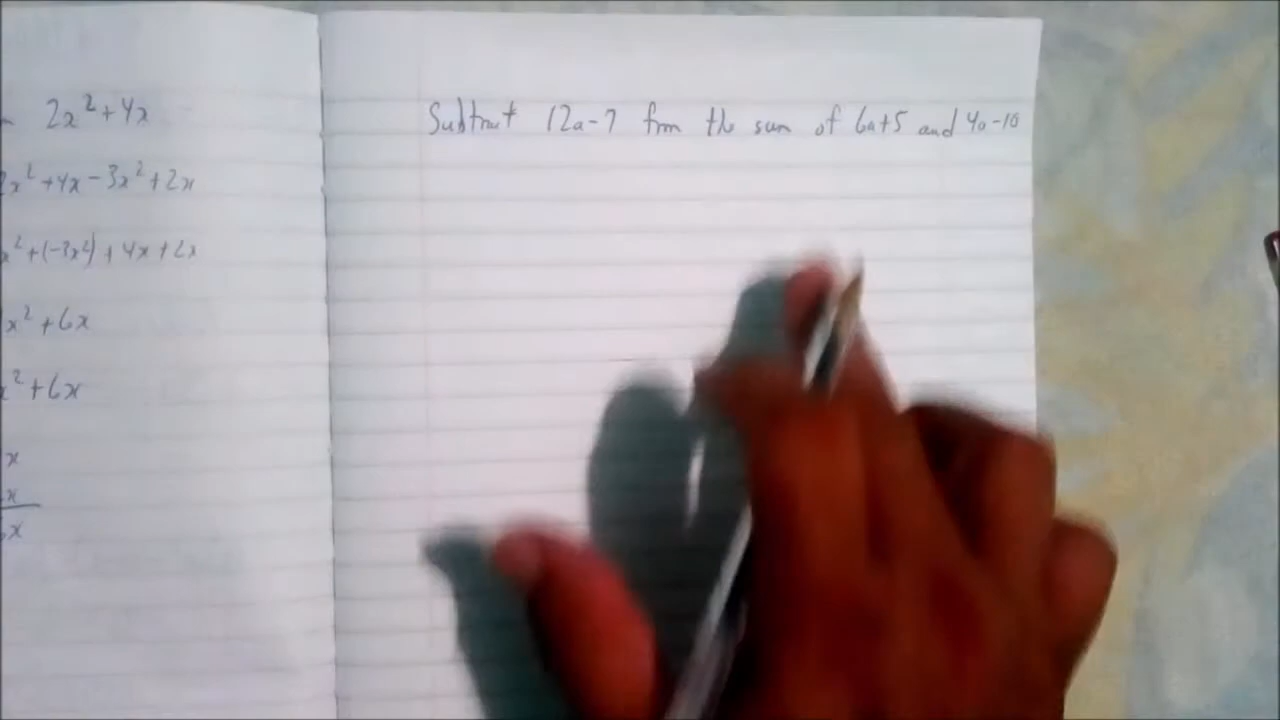 2x² + 4x
x² + 4x - 3x² + 2x
x² + (-3x²) + 4x + 2x
x² + 6x
x² + 6x
x
x
x
Subtract 12a - 7 from the sum of 6a + 5 and 4a - 10